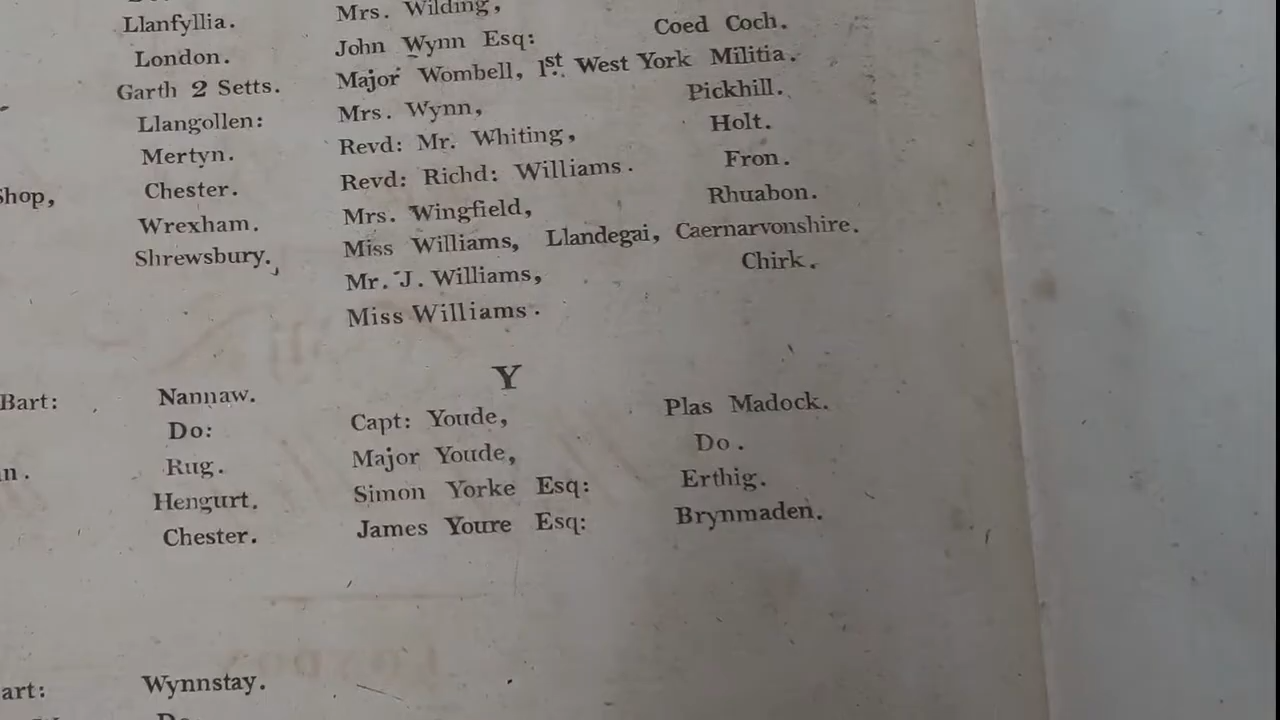 Llanfyllia.
London.
Garth 2 Setts.
Llangollen:
Mertyn.
Shop, Chester.
Wrexham.
Shrewsbury.
Bart: Nannaw.
Do:
Rug.
Hengurt.
Chester.
art: Wynnstay.
Do
Mrs. Wilding,
John Wynn Esq: Coed Coch.
Major Wombell, 1st West York Militia.
Mrs. Wynn, Pickhill.
Revd: Mr. Whiting, Holt.
Revd: Richd: Williams. Fron.
Mrs. Wingfield, Rhuabon.
Miss Williams, Llandegai, Caernarvonshire.
Mr. J. Williams, Chirk.
Miss Williams.
Y
Capt: Youde, Plas Madock.
Major Youde, Do.
Simon Yorke Esq: Erthig.
James Youre Esq: Brynmaden.